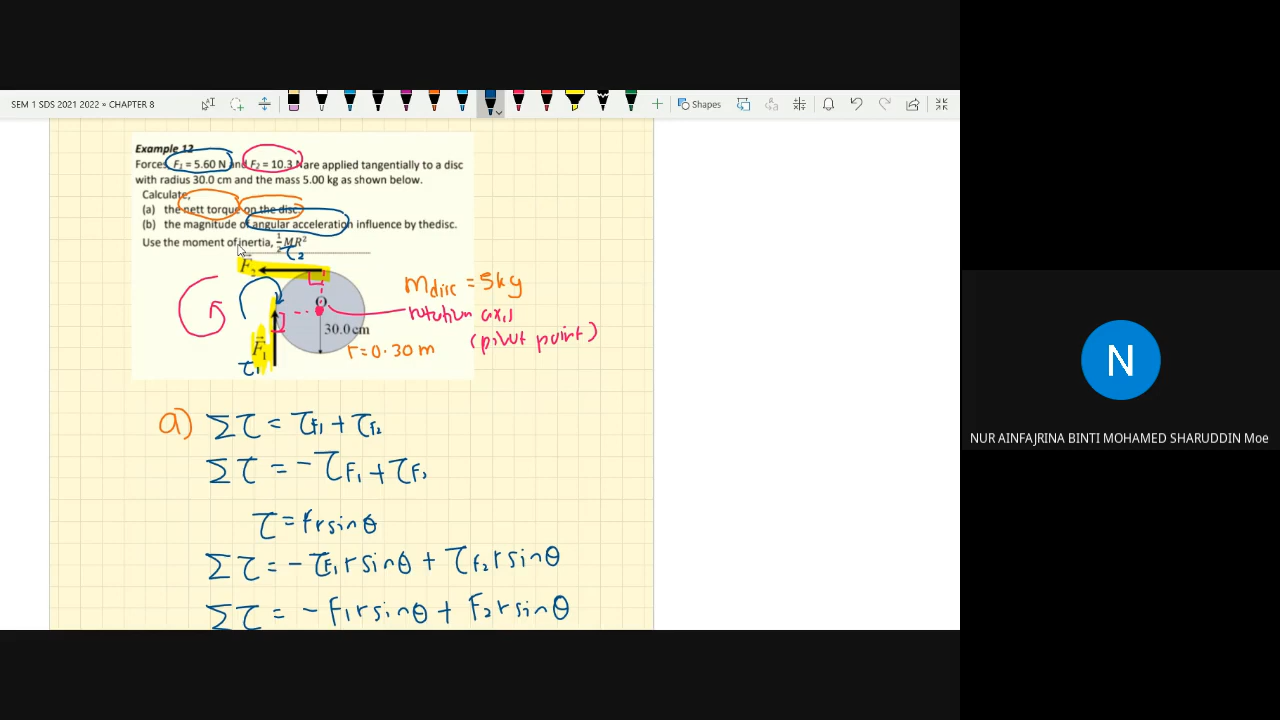 SEM 1 SDS 2021 2022 » CHAPTER 8
Shapes
Example 12
Forces F₁ = 5.60 N and F₂ = 10.3 N are applied tangentially to a disc
with radius 30.0 cm and the mass 5.00 kg as shown below.
Calculate,
(a) the nett torque on the disc
(b) the magnitude of angular acceleration influence by thedisc.
Use the moment of inertia, ½MR²
τ₂
F₂
O
30.0 cm
F₁
τ₁
m disc = 5kg
rotation axis
(pivot point)
r = 0.30 m
a) Στ = τF₁ + τF₂
Στ = -τF₁ + τF₂
τ = Frsinθ
Στ = -τF₁rsinθ + τF₂rsinθ
Στ = -F₁rsinθ + F₂rsinθ
N
NUR AINFAJRINA BINTI MOHAMED SHARUDDIN Moe